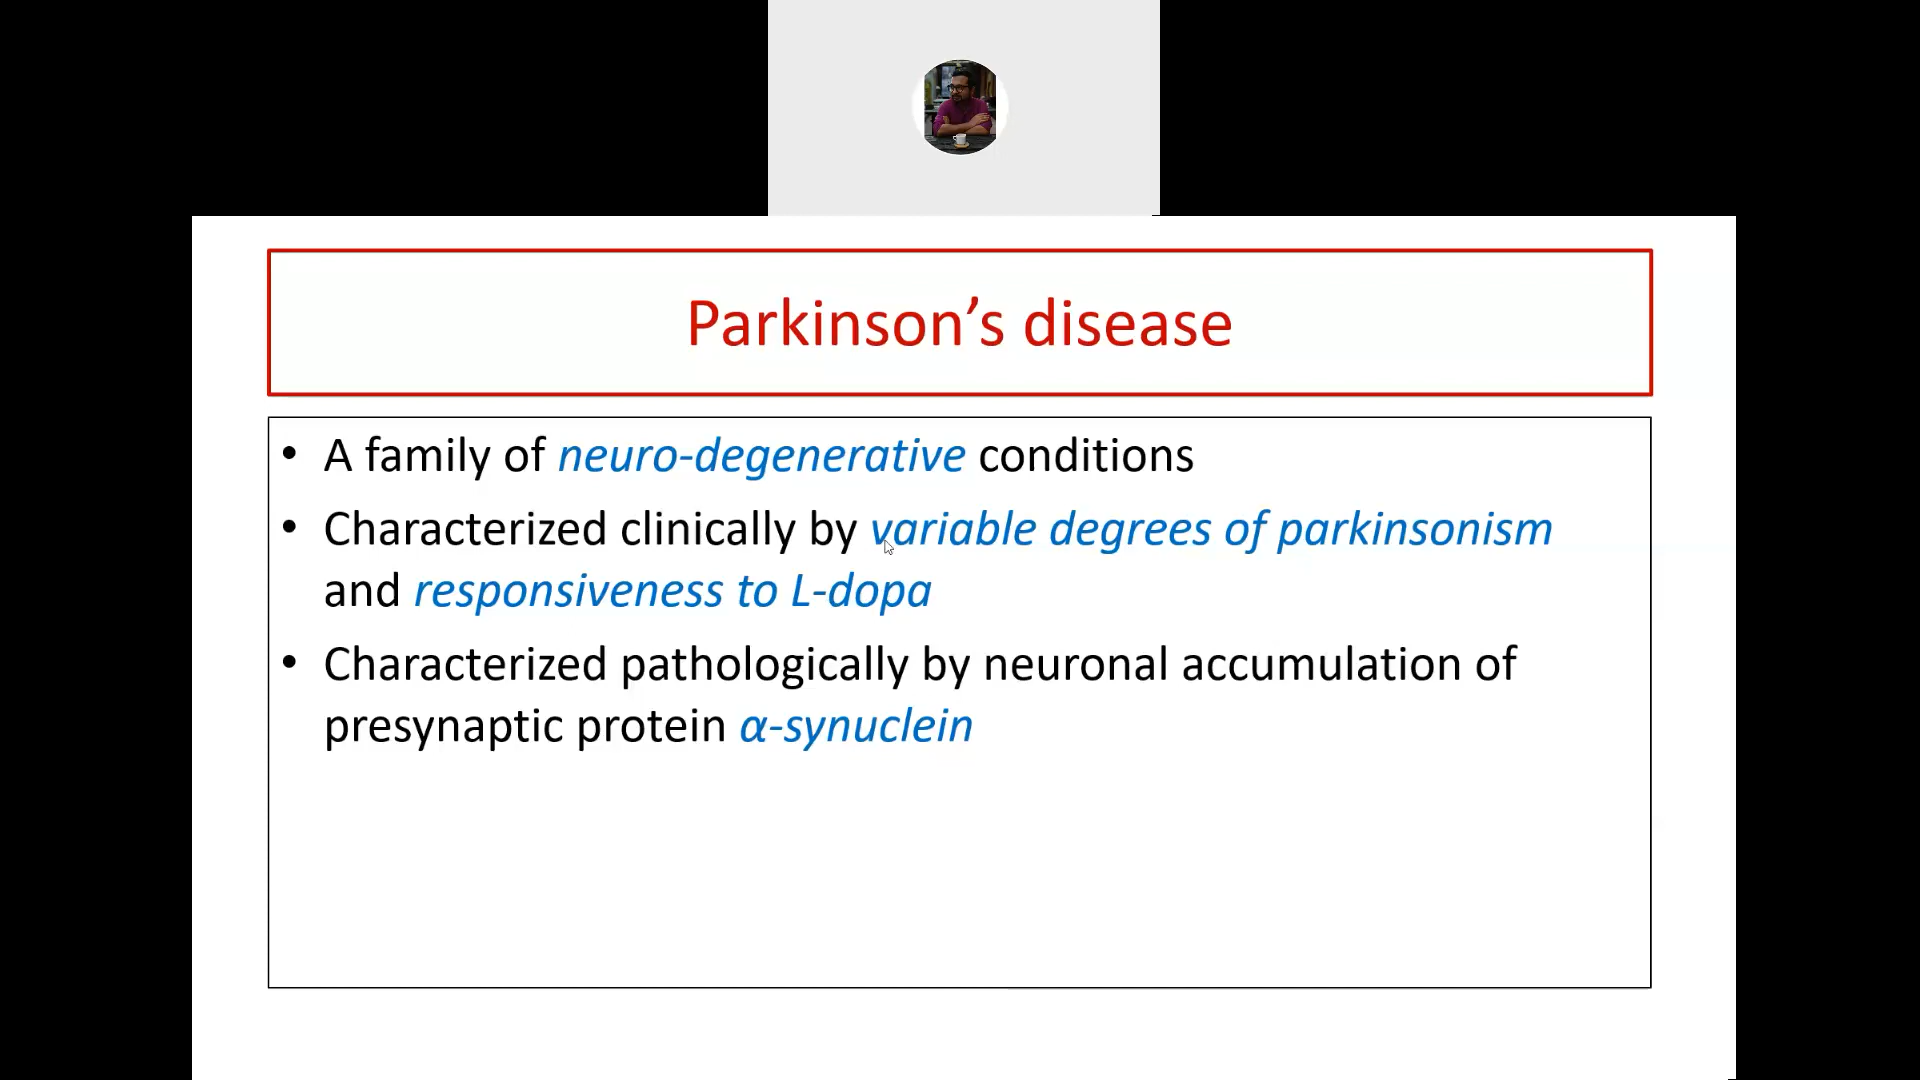 Parkinson’s disease
• A family of neuro-degenerative conditions
• Characterized clinically by variable degrees of parkinsonism
and responsiveness to L-dopa
• Characterized pathologically by neuronal accumulation of
presynaptic protein α-synuclein